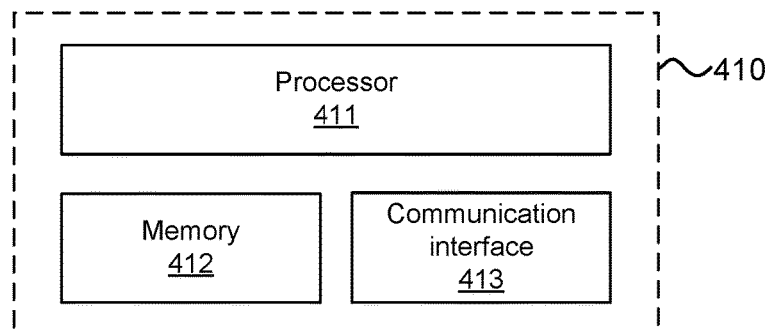 Processor
411
410
Memory
412
Communication
interface
413